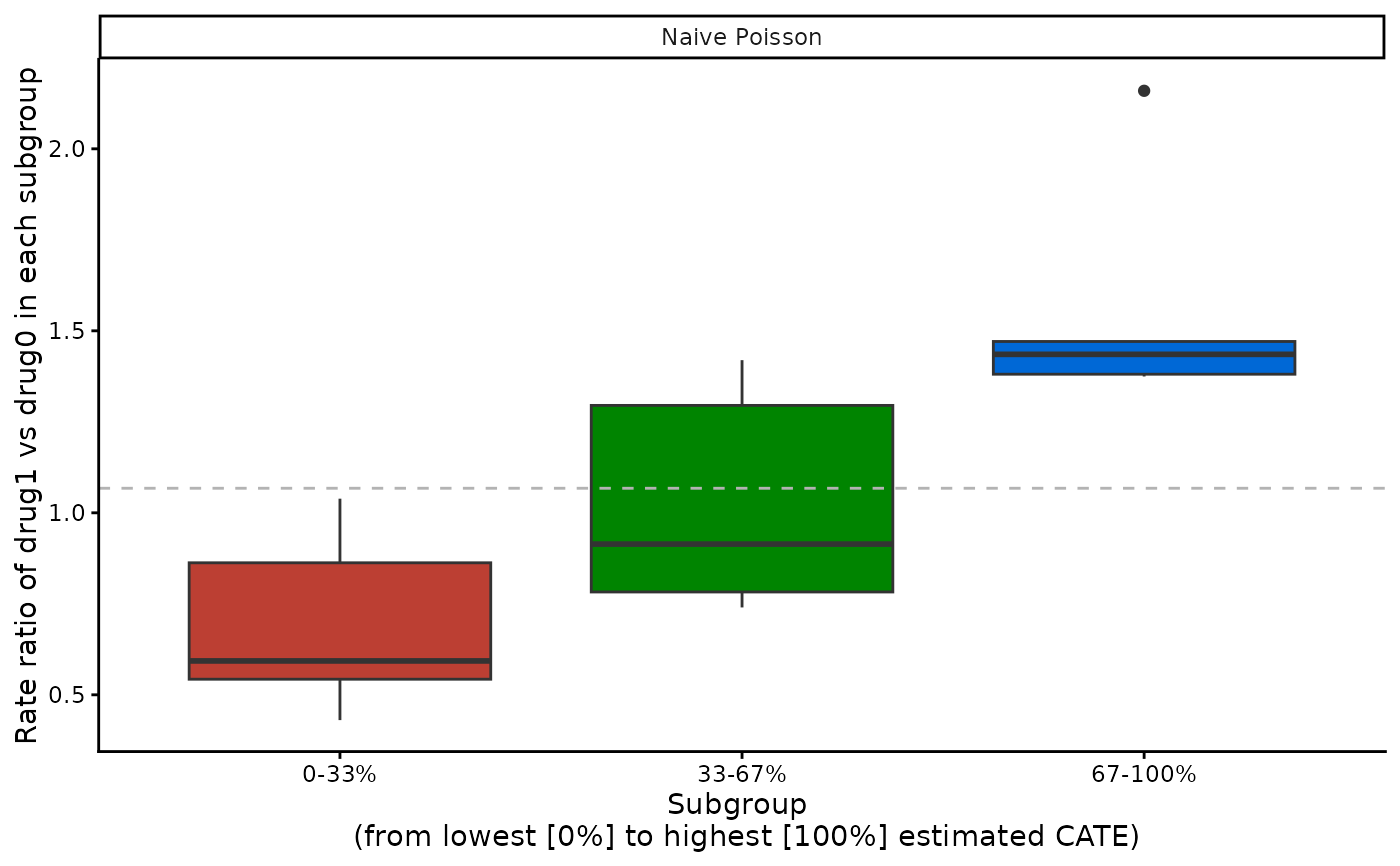 Naive Poisson
Rate ratio of drug1 vs drug0 in each subgroup
2.0
1.5
1.0
0.5
0-33%
33-67%
67-100%
Subgroup
(from lowest [0%] to highest [100%] estimated CATE)